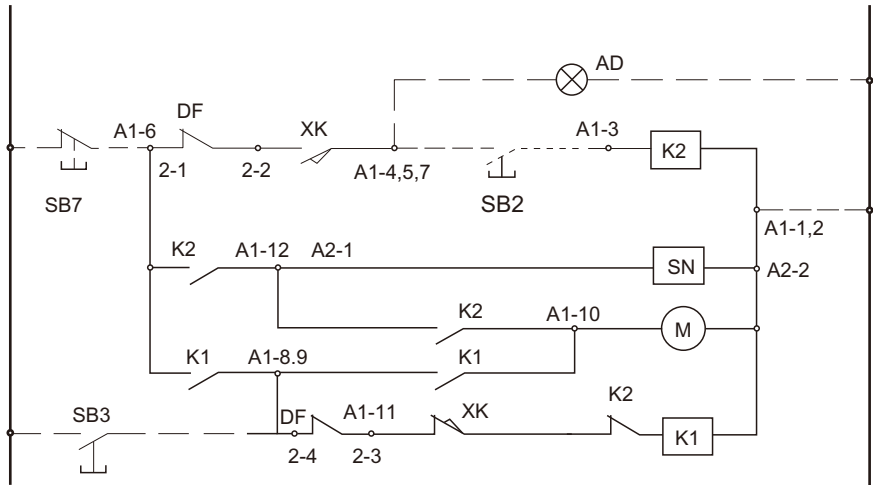 AD
DF
A1-6
XK
A1-3
K2
2-1
2-2
A1-4,5,7
SB7
SB2
A1-1,2
K2
A1-12
A2-1
SN
A2-2
K2
A1-10
M
K1
A1-8.9
K1
SB3
DF
A1-11
XK
K2
K1
2-4
2-3